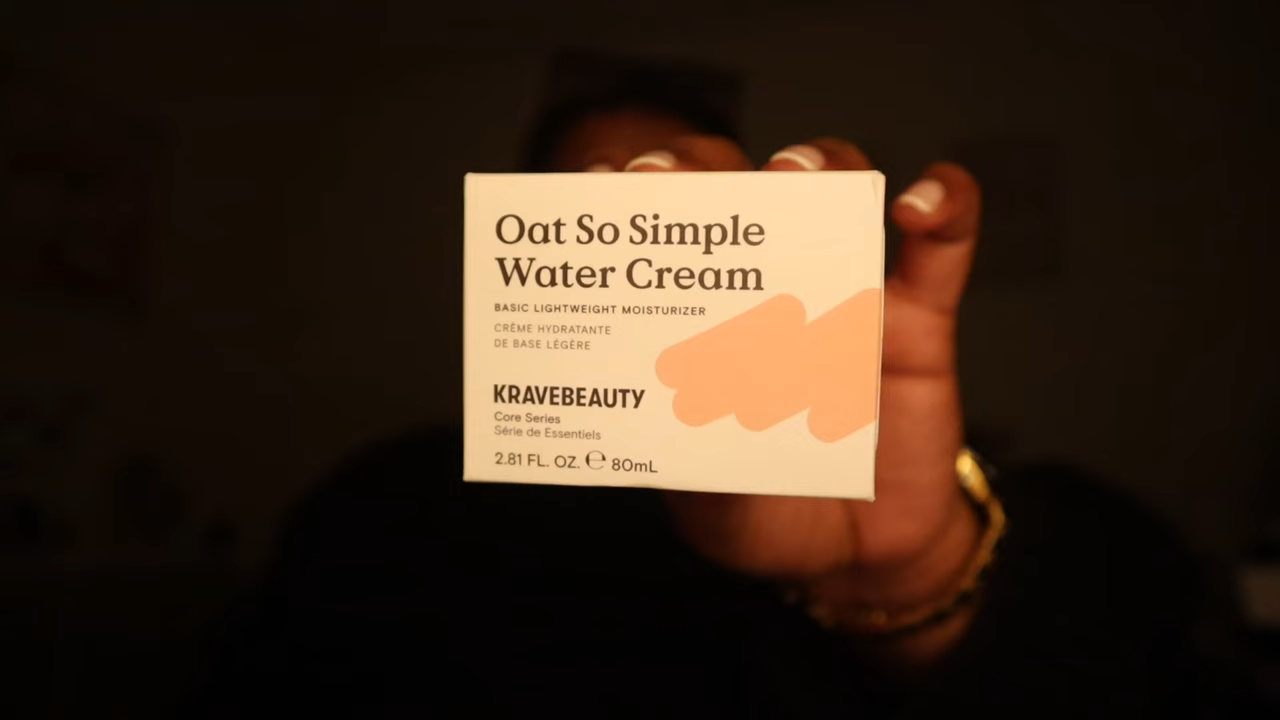 Oat So Simple
Water Cream
BASIC LIGHTWEIGHT MOISTURIZER
CRÈME HYDRATANTE
DE BASE LÉGÈRE
KRAVEBEAUTY
Core Series
Série de Essentiels
2.81 FL. OZ. ℮ 80mL